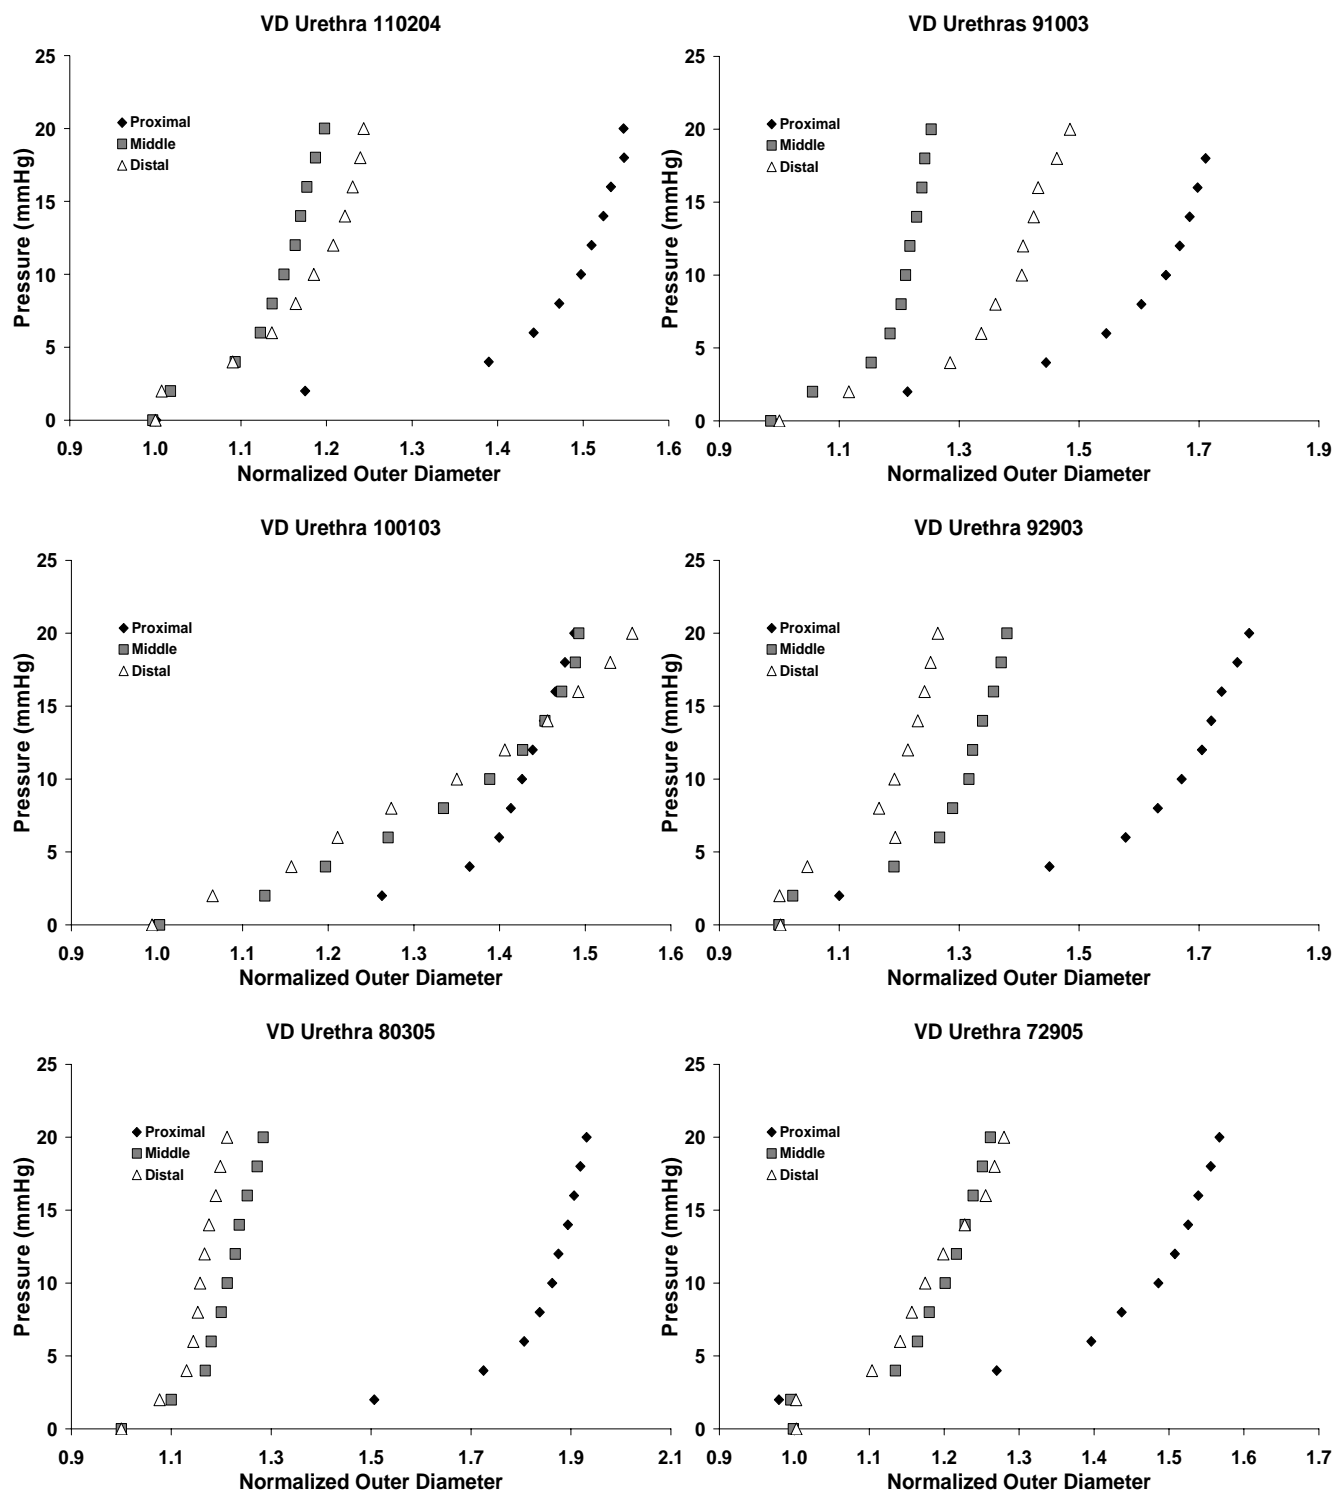 VD Urethra 110204
25
20
15
10
5
0
Pressure (mmHg)
Proximal
Middle
Distal
0.9 1.0 1.1 1.2 1.3 1.4 1.5 1.6
Normalized Outer Diameter
VD Urethras 91003
25
20
15
10
5
0
Pressure (mmHg)
Proximal
Middle
Distal
0.9 1.1 1.3 1.5 1.7 1.9
Normalized Outer Diameter
VD Urethra 100103
25
20
15
10
5
0
Pressure (mmHg)
Proximal
Middle
Distal
0.9 1.0 1.1 1.2 1.3 1.4 1.5 1.6
Normalized Outer Diameter
VD Urethra 92903
25
20
15
10
5
0
Pressure (mmHg)
Proximal
Middle
Distal
0.9 1.1 1.3 1.5 1.7 1.9
Normalized Outer Diameter
VD Urethra 80305
25
20
15
10
5
0
Pressure (mmHg)
Proximal
Middle
Distal
0.9 1.1 1.3 1.5 1.7 1.9 2.1
Normalized Outer Diameter
VD Urethra 72905
25
20
15
10
5
0
Pressure (mmHg)
Proximal
Middle
Distal
0.9 1.0 1.1 1.2 1.3 1.4 1.5 1.6 1.7
Normalized Outer Diameter